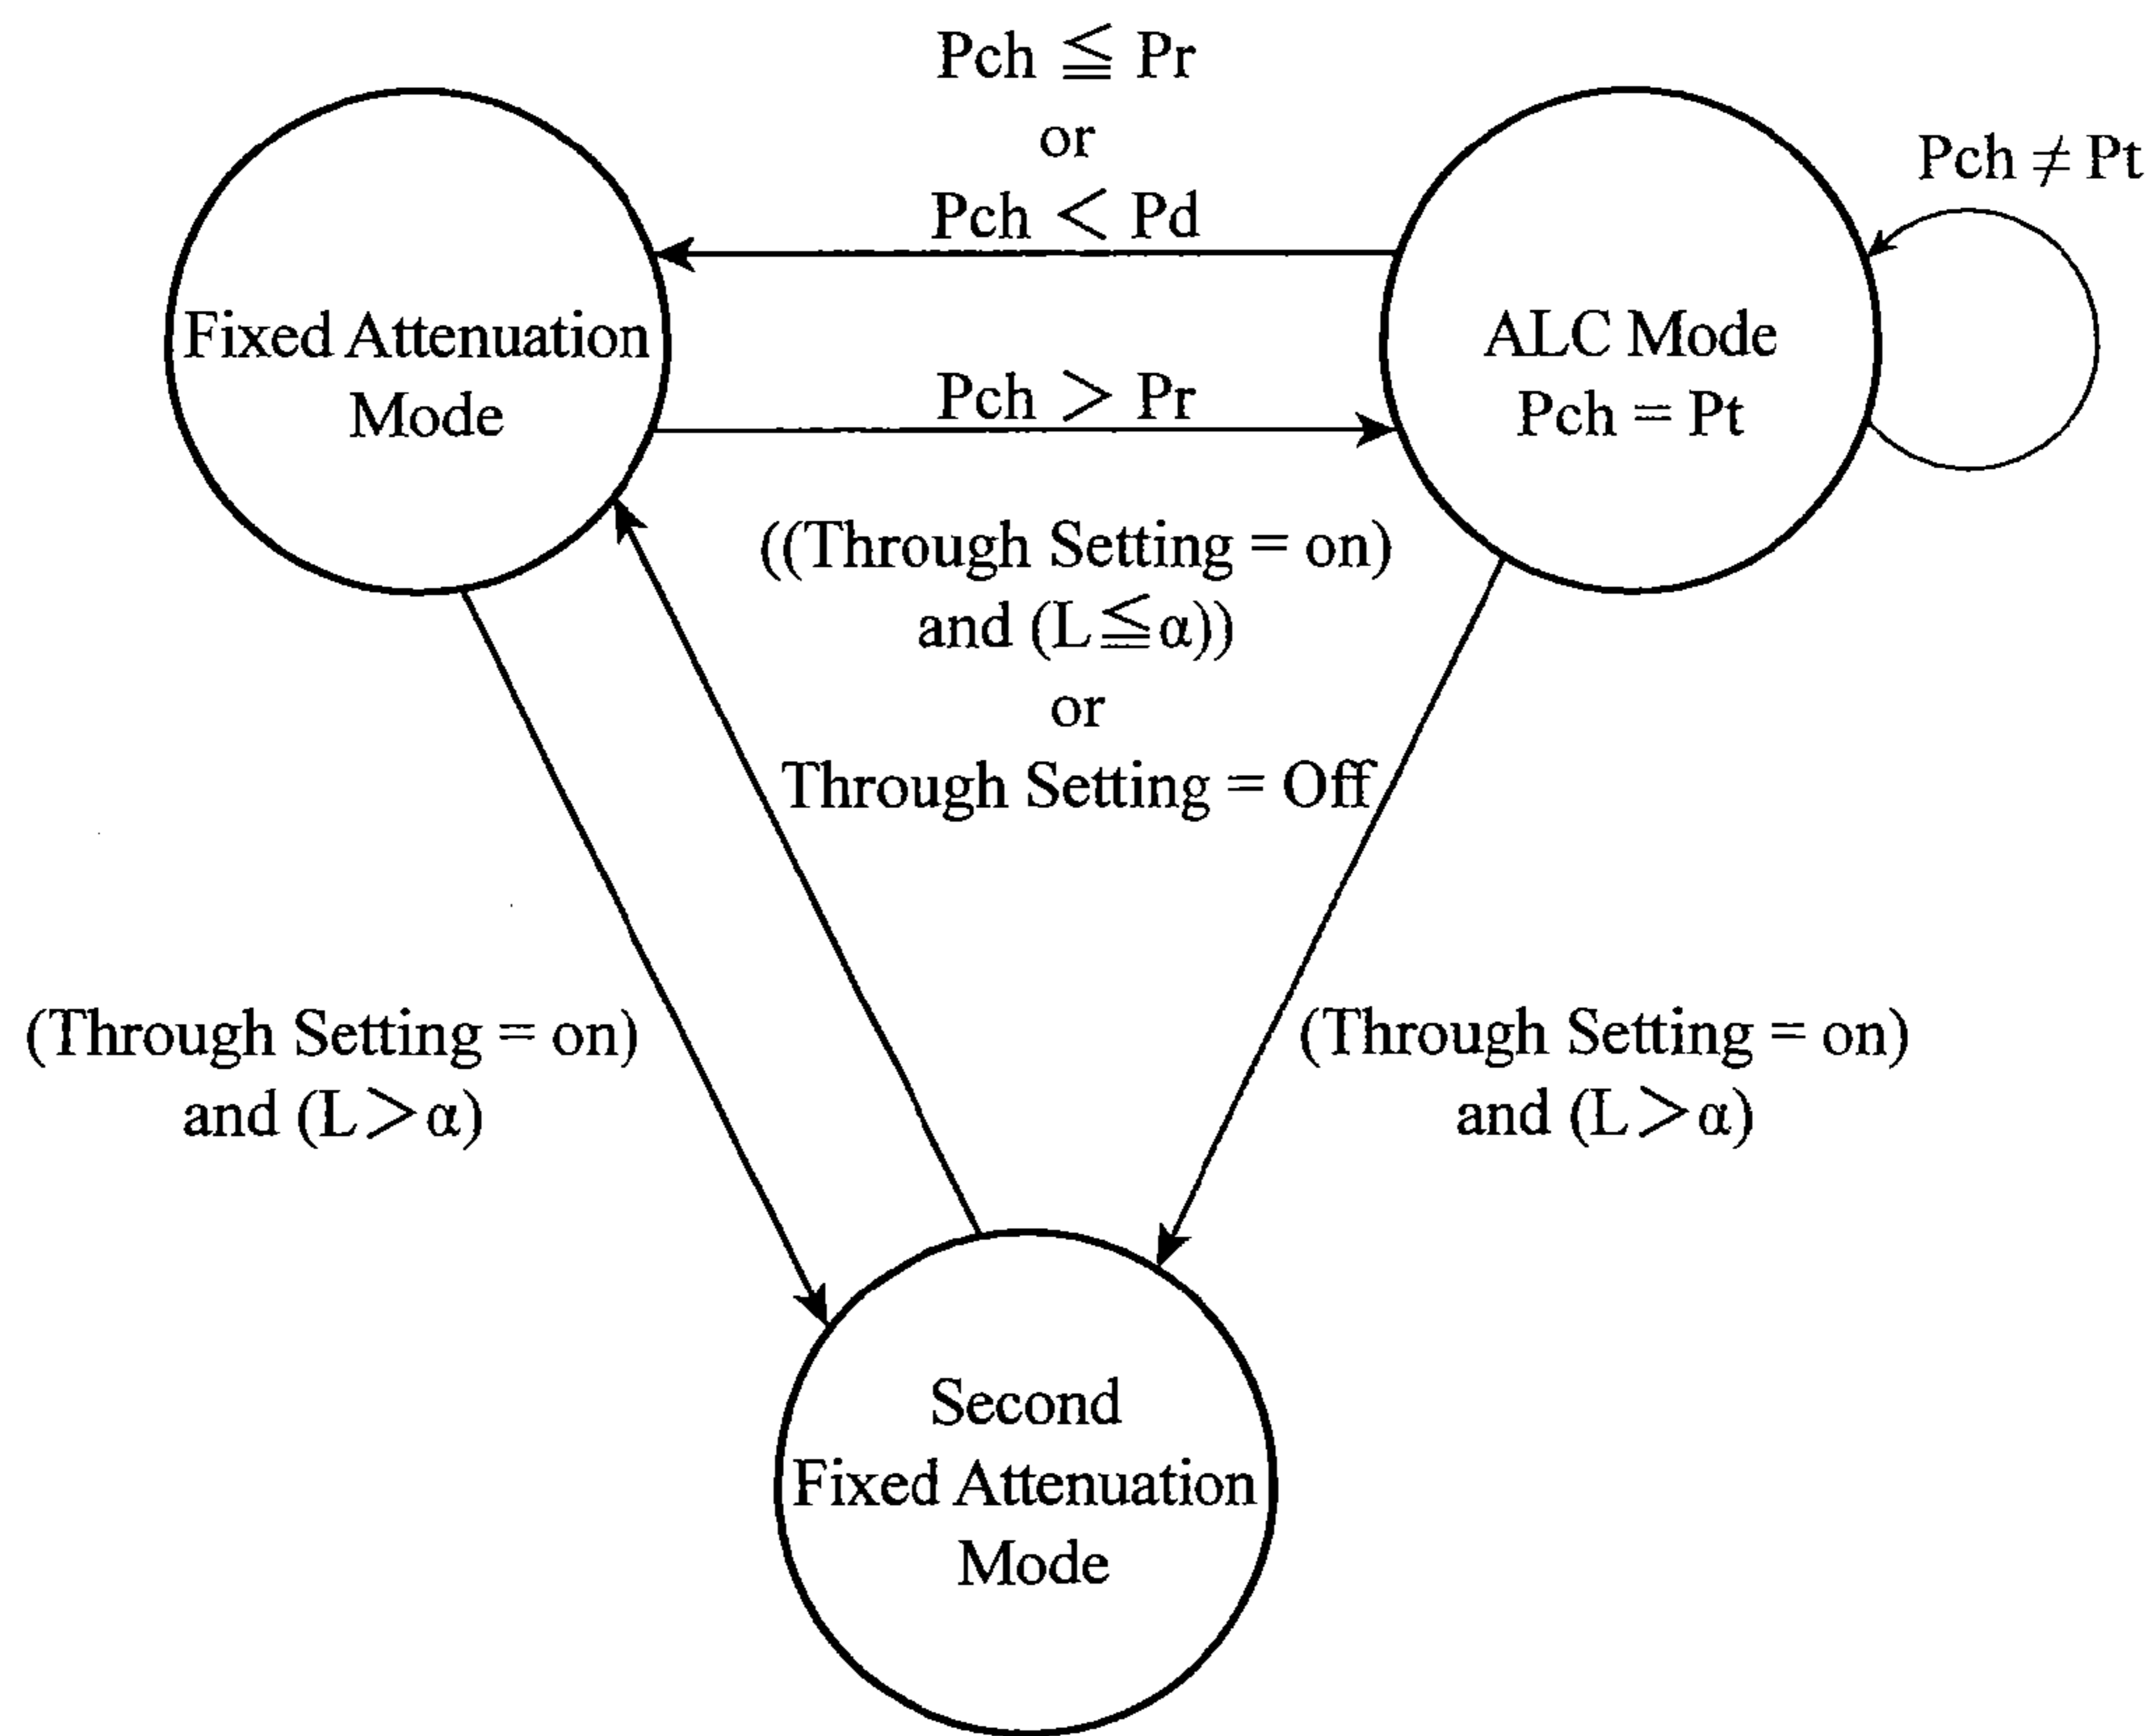 Pch ≦ Pr
or
Pch < Pd
Pch ≠ Pt
Fixed Attenuation
Mode
ALC Mode
Pch = Pt
Pch > Pr
((Through Setting = on)
and (L≦α))
or
Through Setting = Off
(Through Setting = on)
and (L>α)
(Through Setting = on)
and (L>α)
Second
Fixed Attenuation
Mode